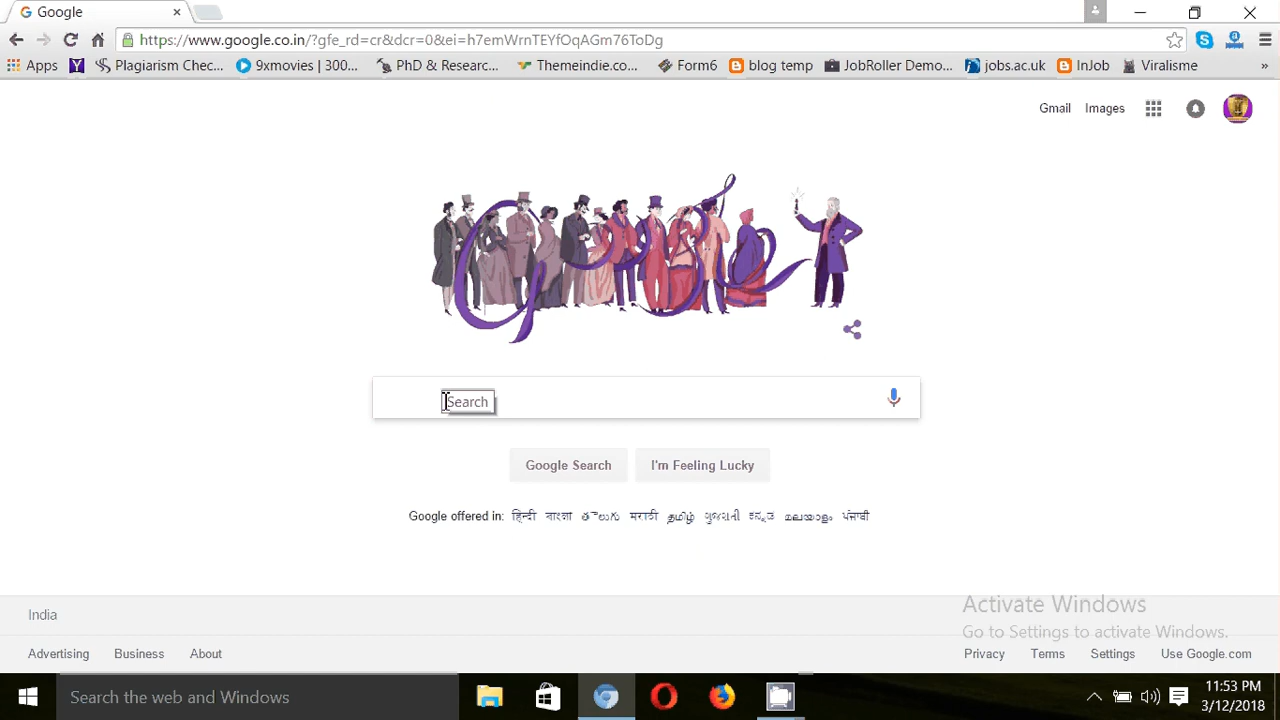 Google
https://www.google.co.in/?gfe_rd=cr&dcr=0&ei=h7emWrnTEYfOqAGm76ToDg
Apps Plagiarism Chec... 9xmovies | 300... PhD & Researc... Themeindie.co... Form6 blog temp JobRoller Demo... jobs.ac.uk InJob Viralisme »
Gmail Images
Google
Search
Google Search I'm Feeling Lucky
Google offered in: हिन्दी বাংলা తెలుగు मराठी தமிழ் ગુજરાતી ಕನ್ನಡ മലയാളം ਪੰਜਾਬੀ
India
Activate Windows
Go to Settings to activate Windows.
Advertising Business About Privacy Terms Settings Use Google.com
Search the web and Windows
11:53 PM
3/12/2018